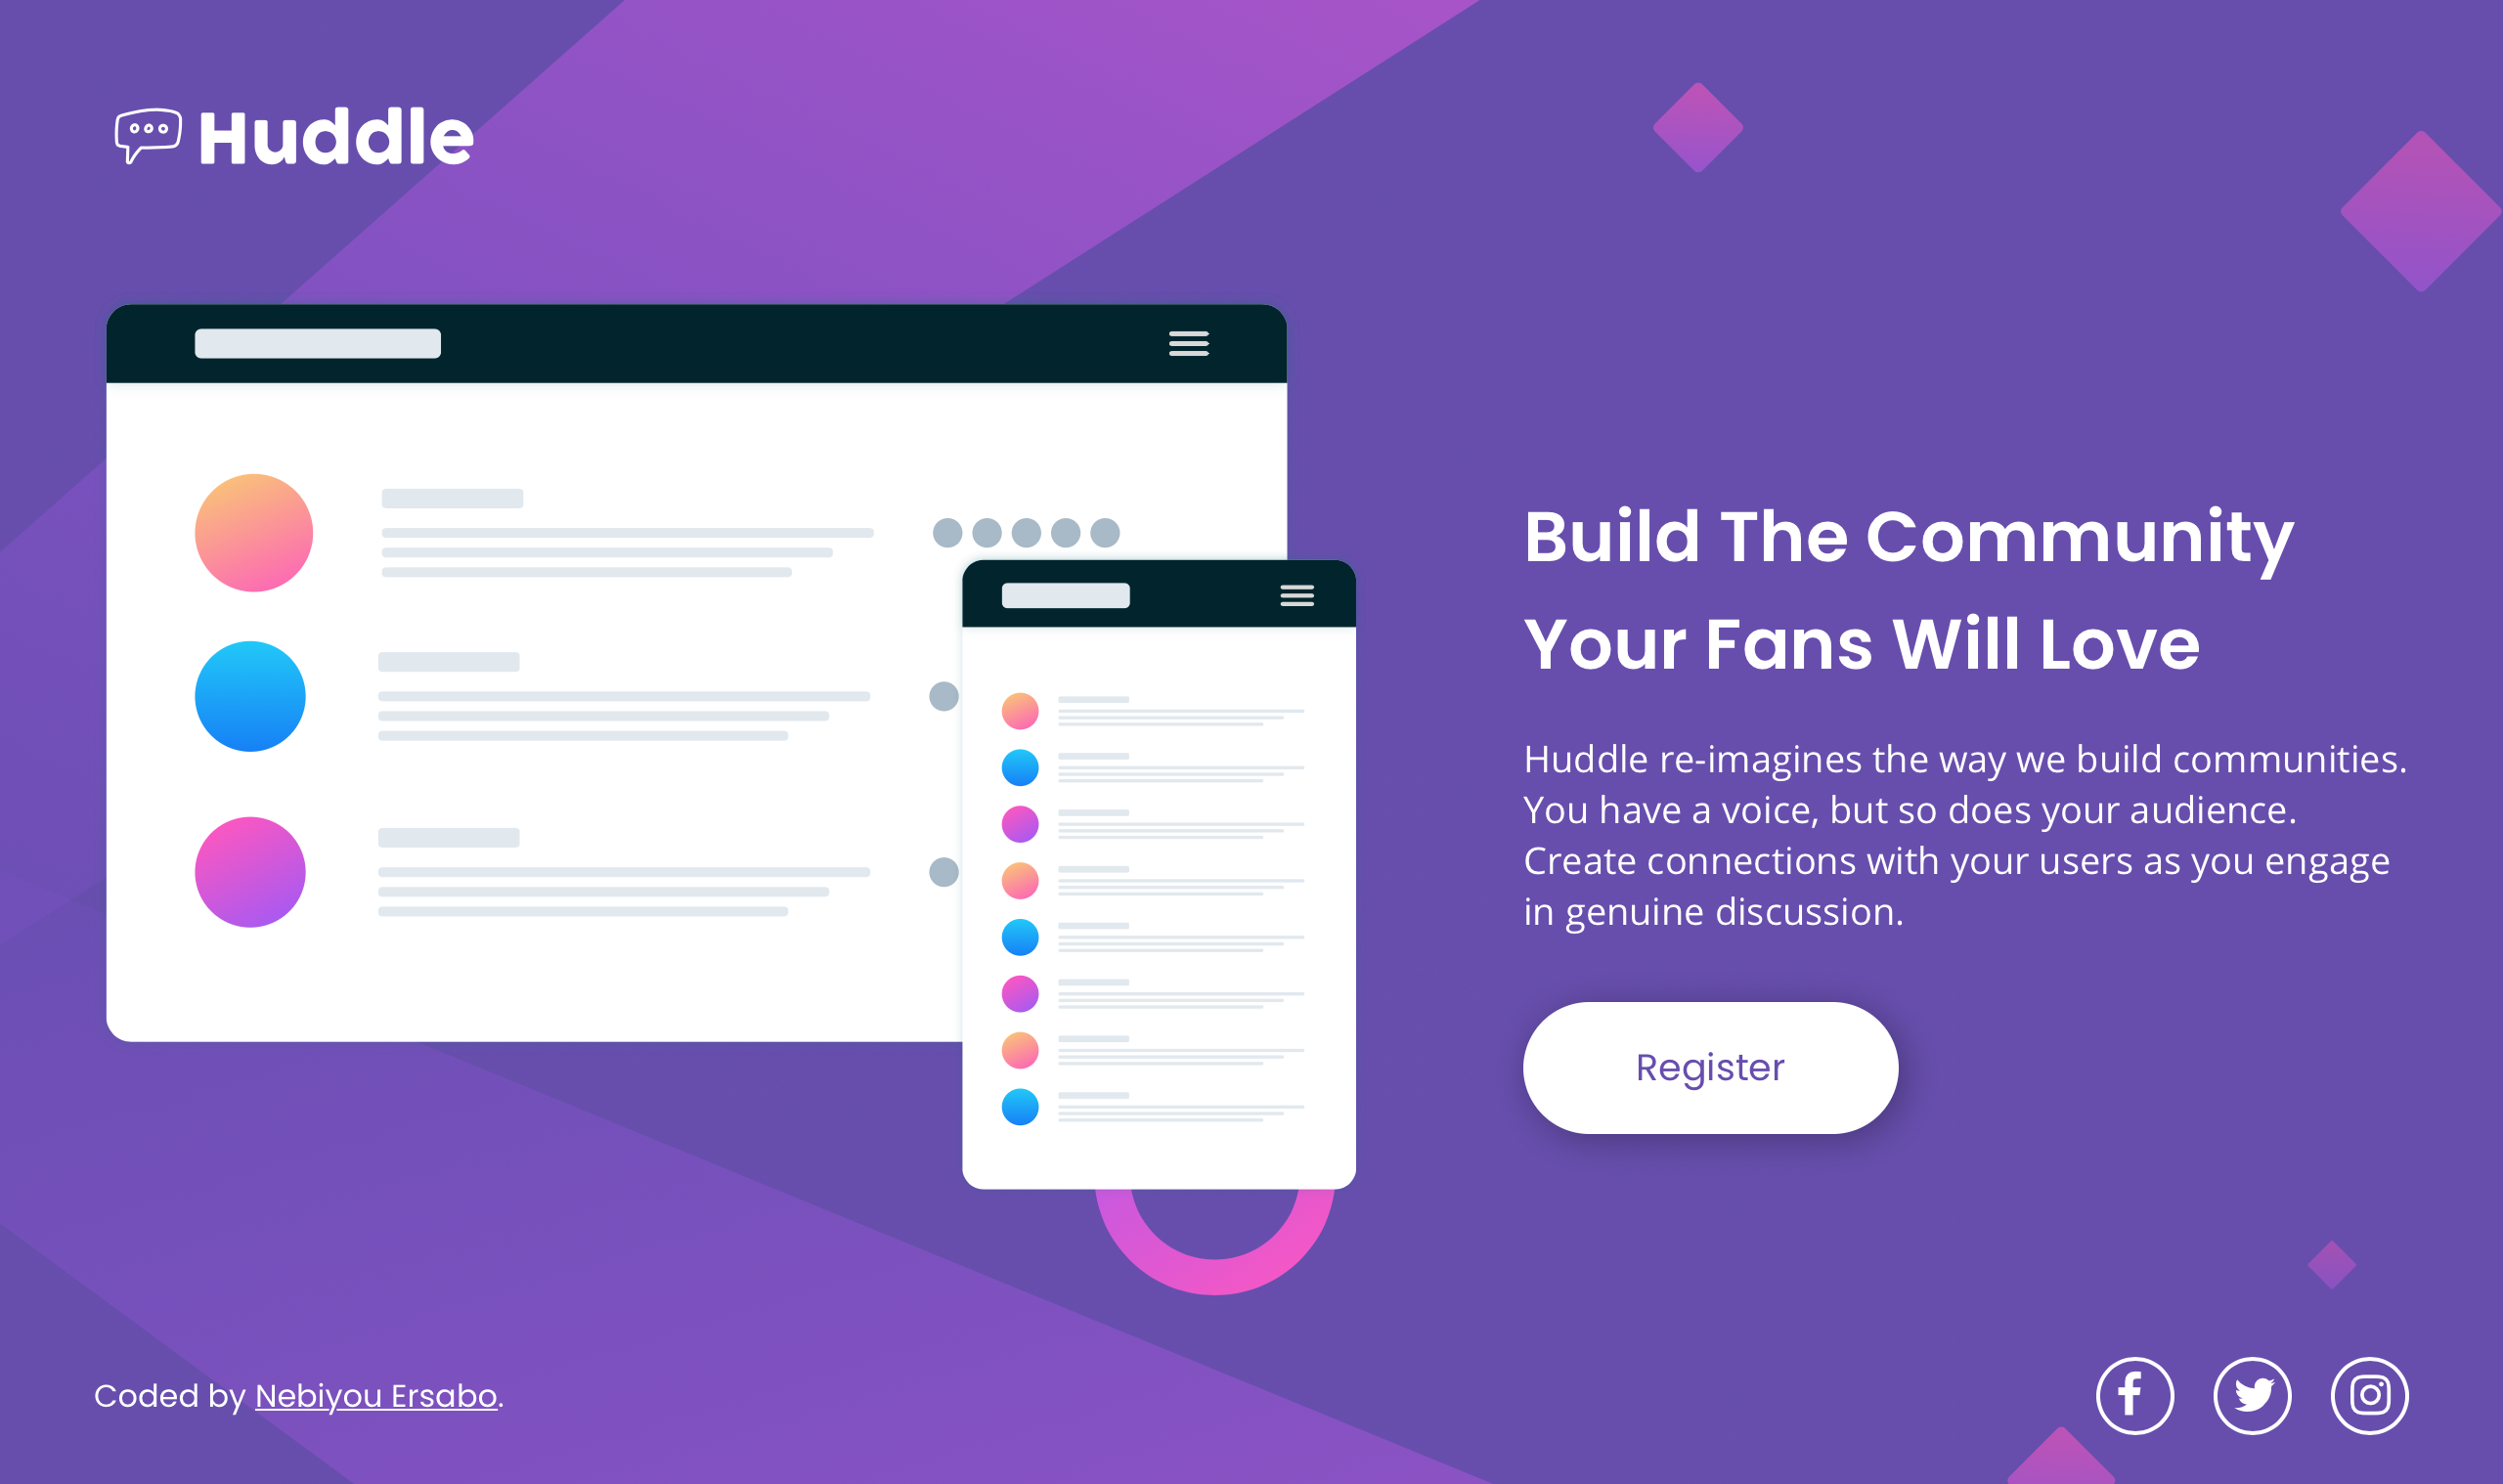 Huddle
Build The Community
Your Fans Will Love
Huddle re-imagines the way we build communities.
You have a voice, but so does your audience.
Create connections with your users as you engage
in genuine discussion.
Register
Coded by Nebiyou Ersabo.